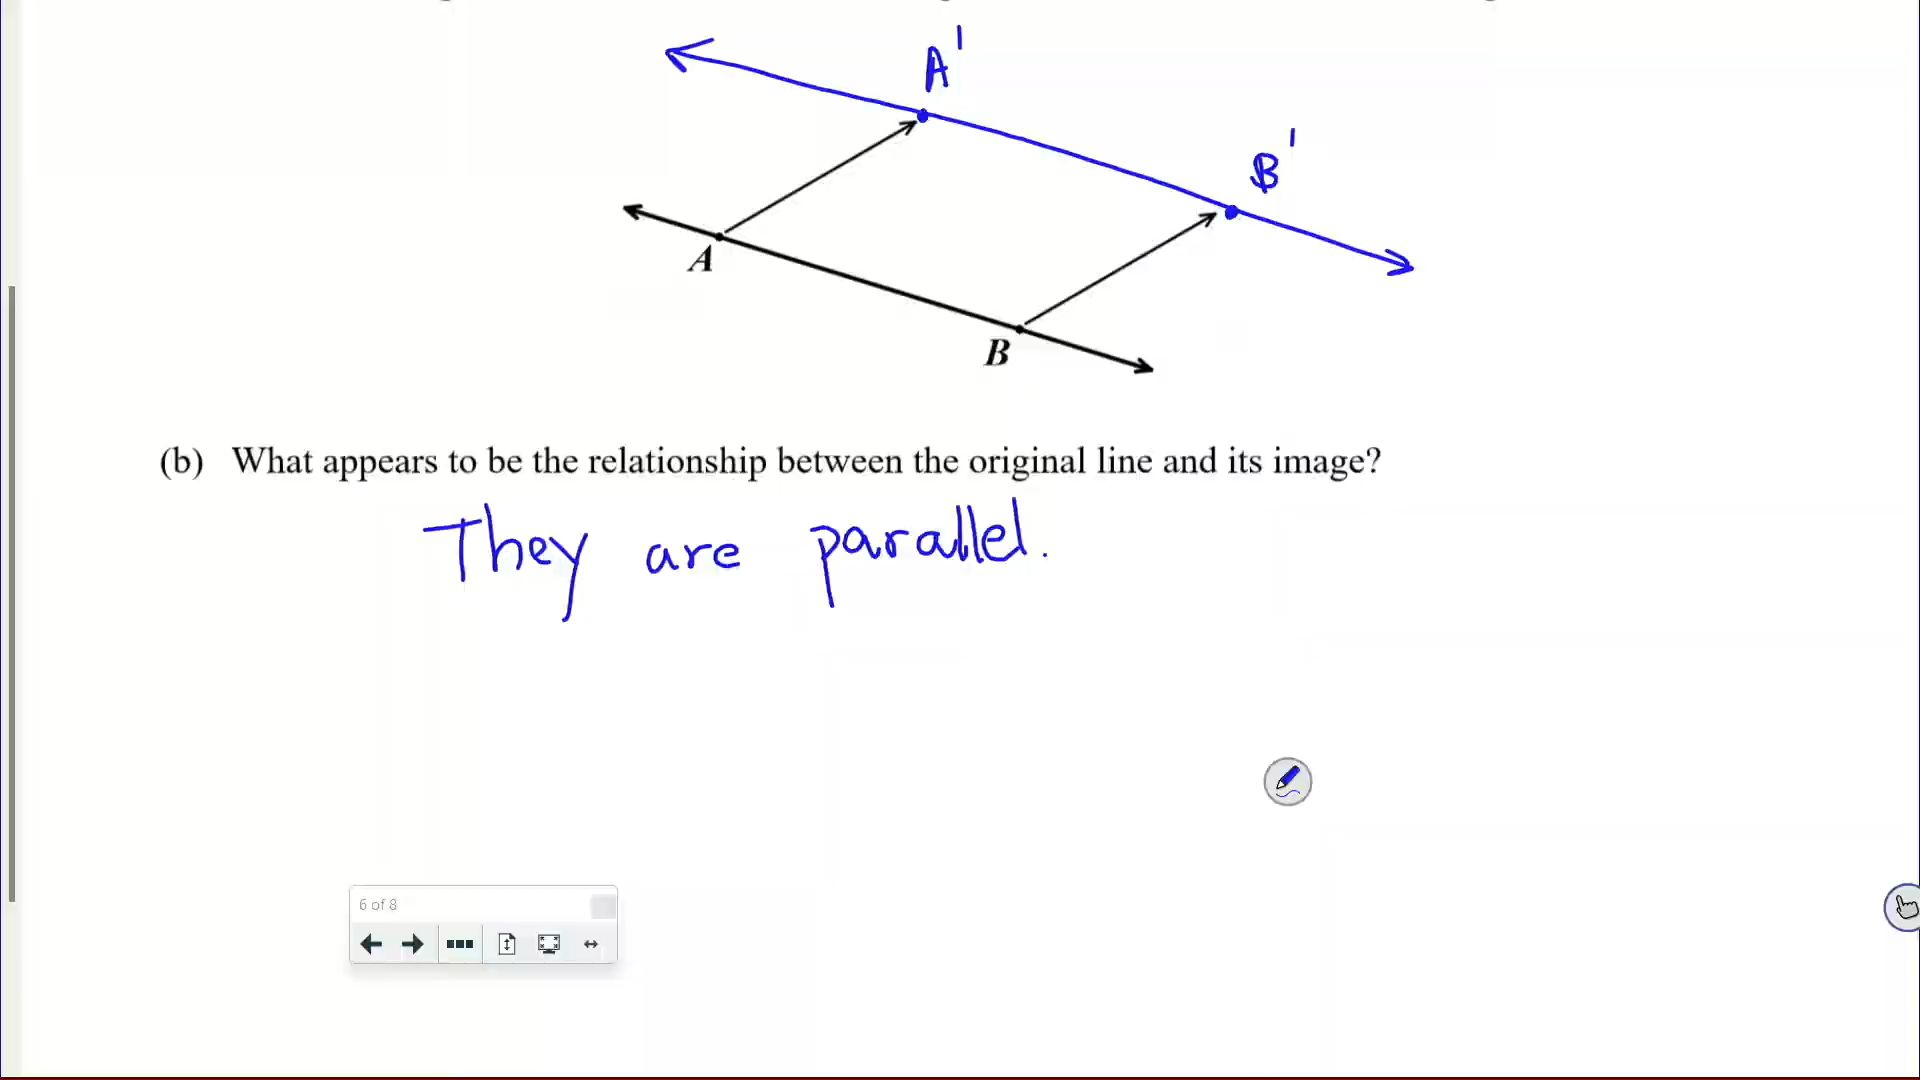 A'
B'
A
B
(b) What appears to be the relationship between the original line and its image?
They are parallel.
6 of 8